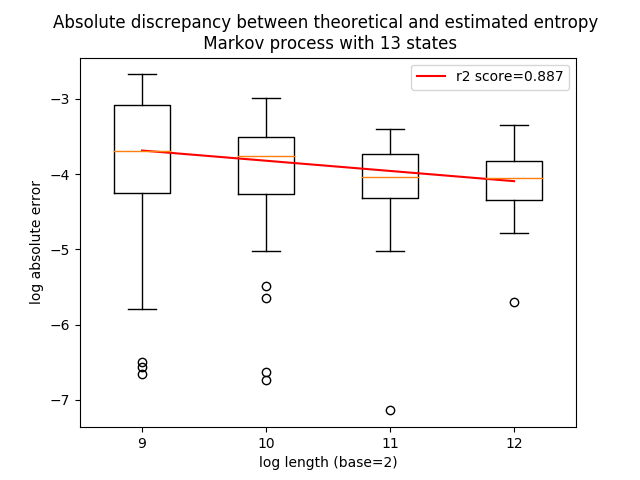 Absolute discrepancy between theoretical and estimated entropy
Markov process with 13 states
r2 score=0.887
−3
−4
−5
−6
−7
log absolute error
9 10 11 12
log length (base=2)